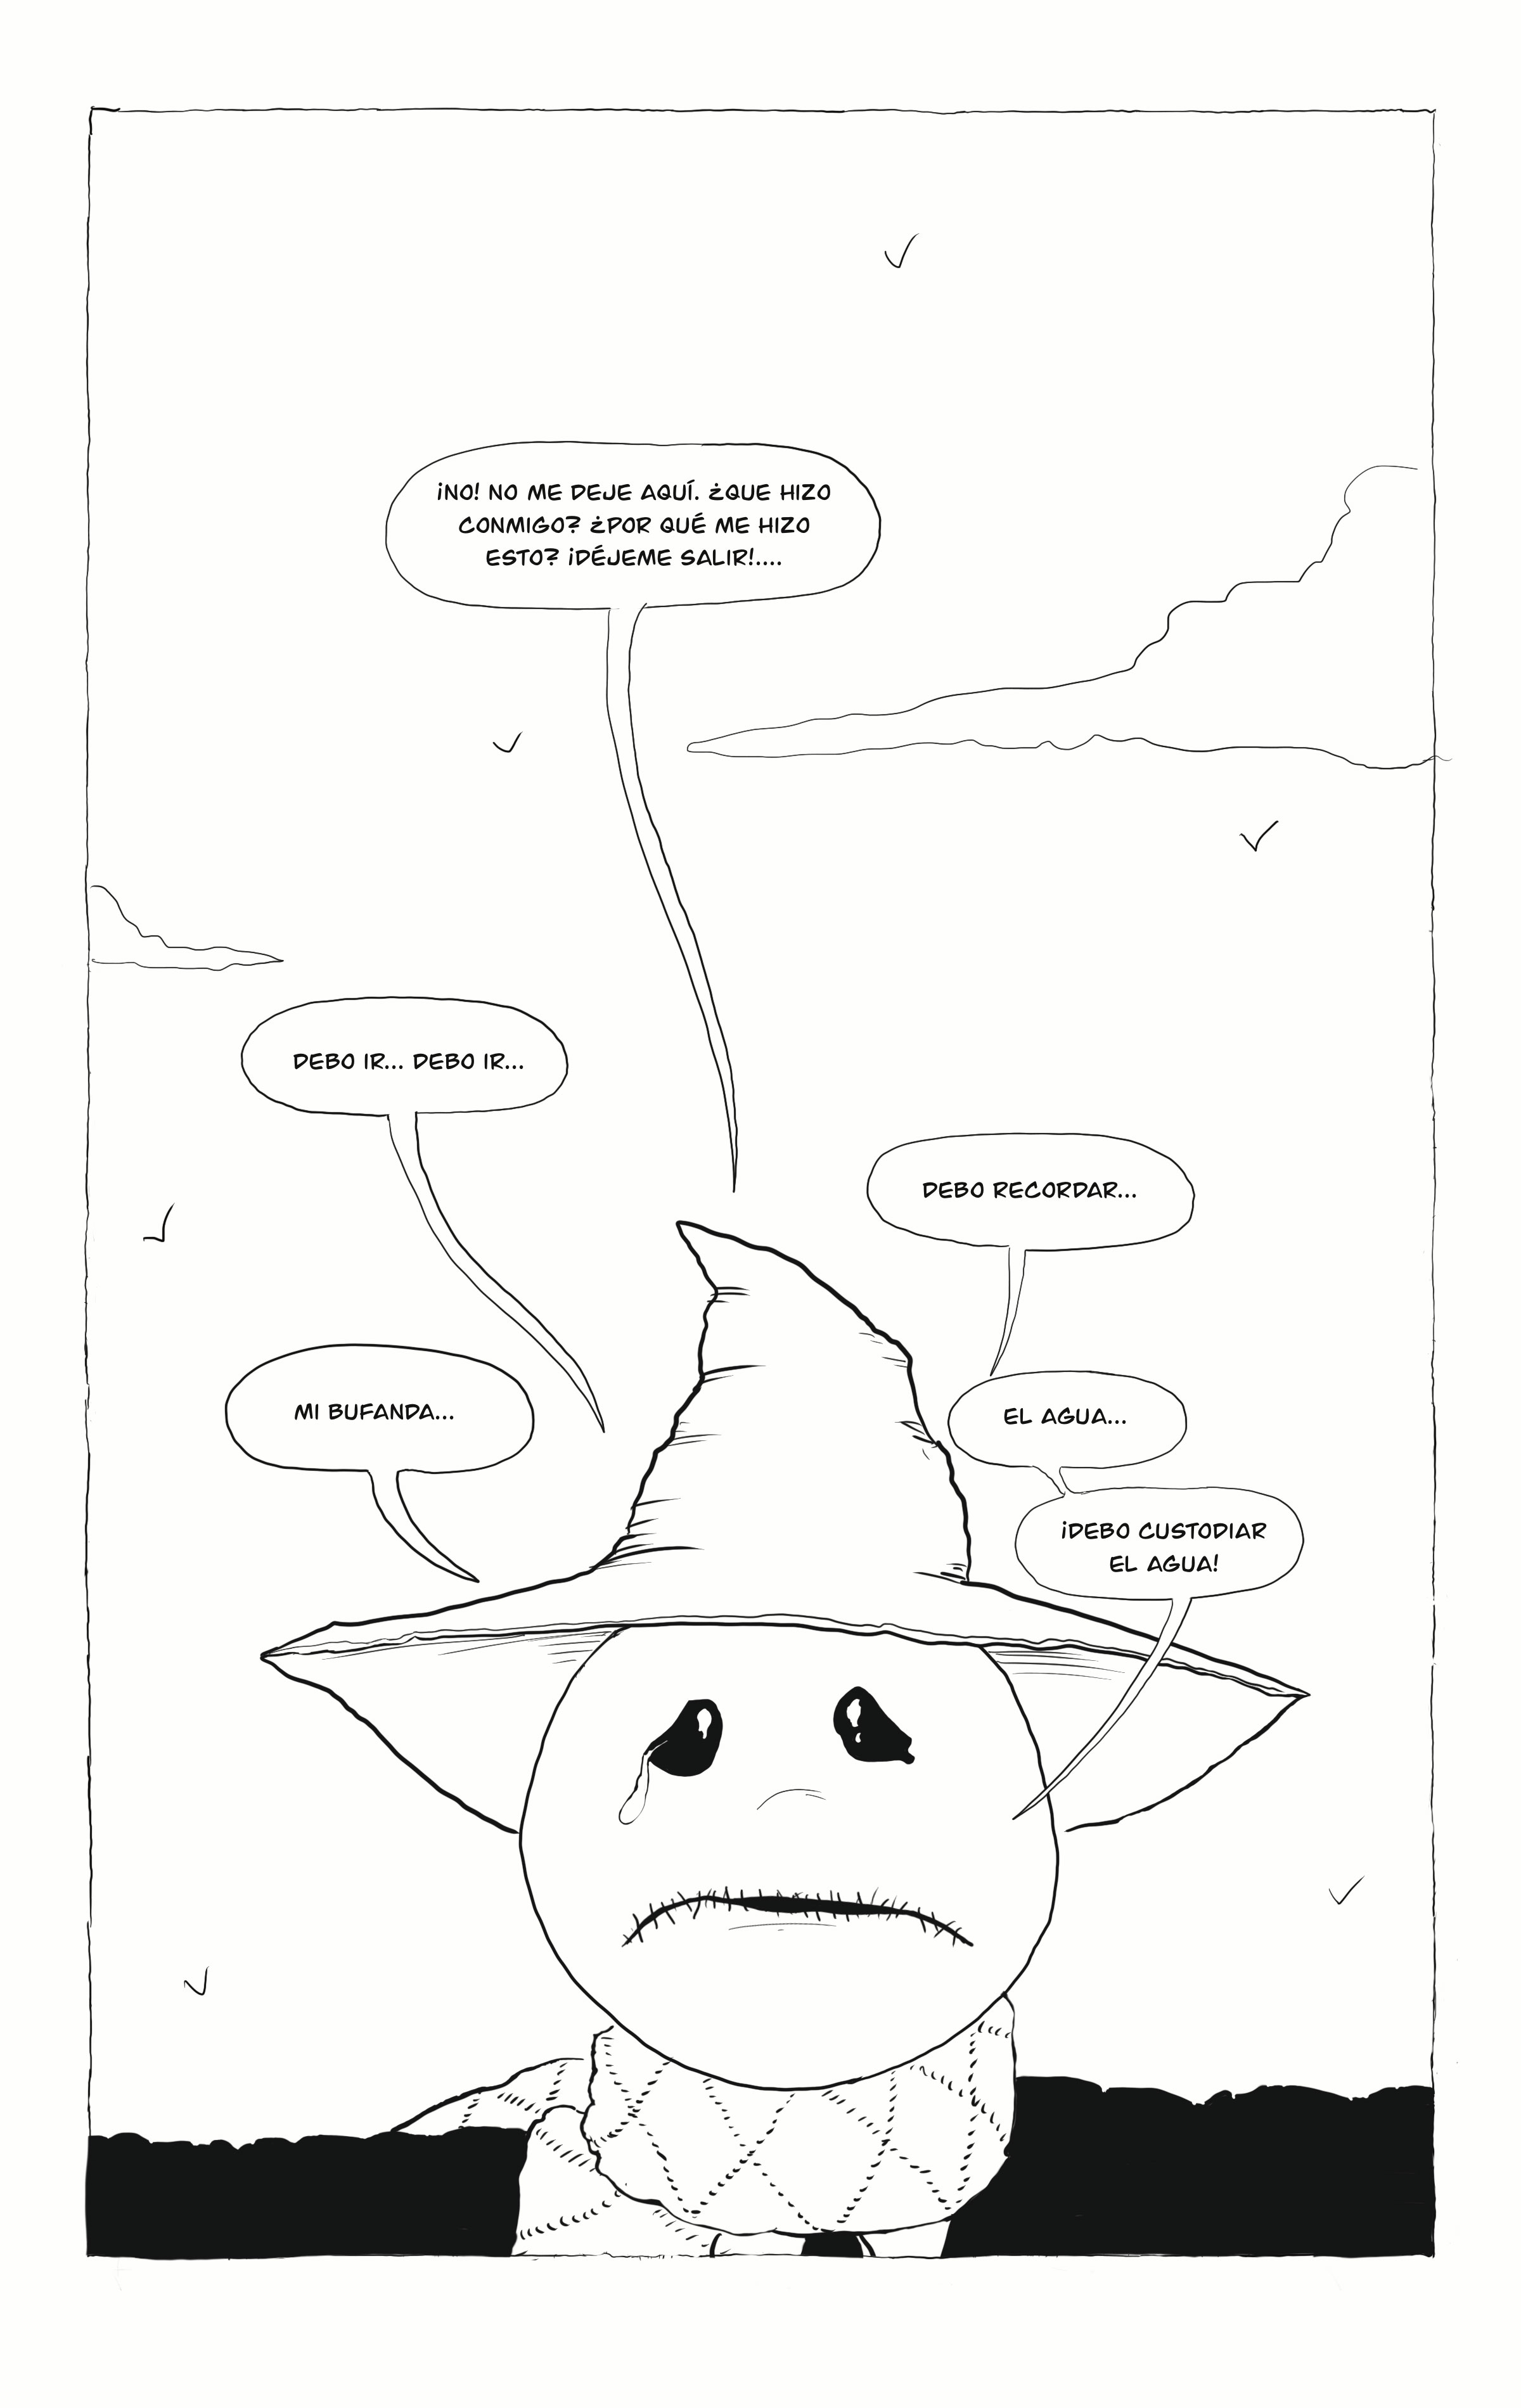 ¡NO! NO ME DEJE AQUÍ. ¿QUE HIZO
CONMIGO? ¿POR QUÉ ME HIZO
ESTO? ¡DÉJEME SALIR!....
DEBO IR... DEBO IR...
DEBO RECORDAR...
MI BUFANDA...
EL AGUA...
¡DEBO CUSTODIAR
EL AGUA!